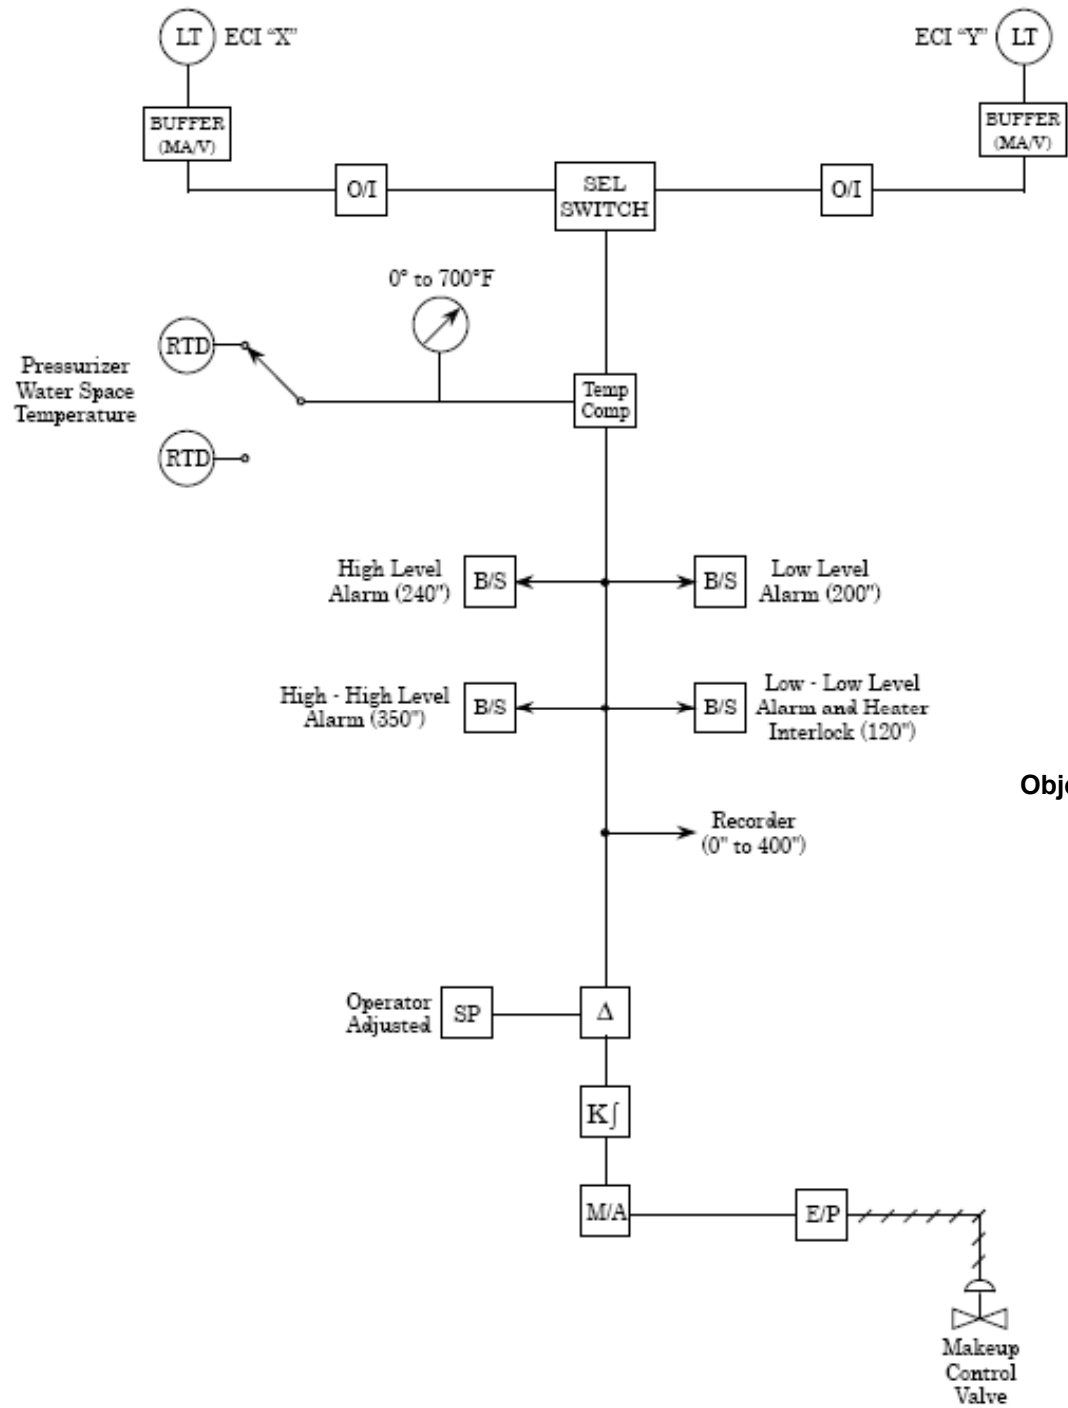 LT ECI “X”
ECI “Y” LT
BUFFER
(MA/V)
BUFFER
(MA/V)
O/I
SEL
SWITCH
O/I
0° to 700°F
RTD
Pressurizer
Water Space
Temperature
RTD
Temp
Comp
High Level
Alarm (240")
B/S
B/S
Low Level
Alarm (200")
High - High Level
Alarm (350")
B/S
B/S
Low - Low Level
Alarm and Heater
Interlock (120")
Obje
Recorder
(0" to 400")
Operator
Adjusted
SP
Δ
K∫
M/A
E/P
Makeup
Control
Valve